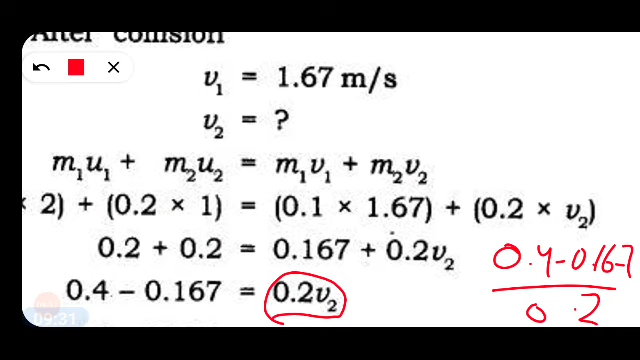 After collision
v₁ = 1.67 m/s
v₂ = ?
m₁u₁ + m₂u₂ = m₁v₁ + m₂v₂
× 2) + (0.2 × 1) = (0.1 × 1.67) + (0.2 × v₂)
0.2 + 0.2 = 0.167 + 0.2v₂
0.4 – 0.167 = 0.2v₂
0.4-0.167
0.2
09:31